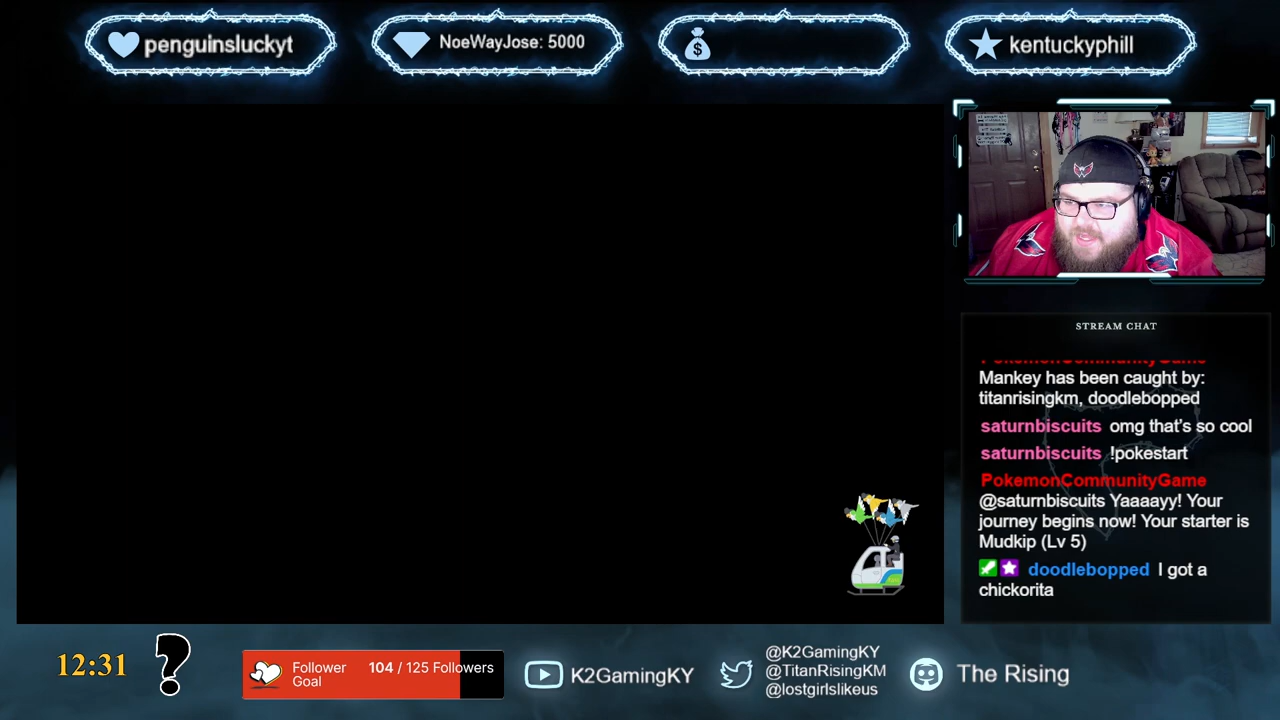 penguinsluckyt
NoeWayJose: 5000
$
kentuckyphill
STREAM CHAT
PokemonCommunityGame
Mankey has been caught by:
titanrisingkm, doodlebopped
saturnbiscuits omg that's so cool
saturnbiscuits !pokestart
PokemonCommunityGame
@saturnbiscuits Yaaaayy! Your
journey begins now! Your starter is
Mudkip (Lv 5)
doodlebopped I got a
chickorita
12:31
?
Follower
Goal
104 / 125 Followers
K2GamingKY
@K2GamingKY
@TitanRisingKM
@lostgirlslikeus
The Rising